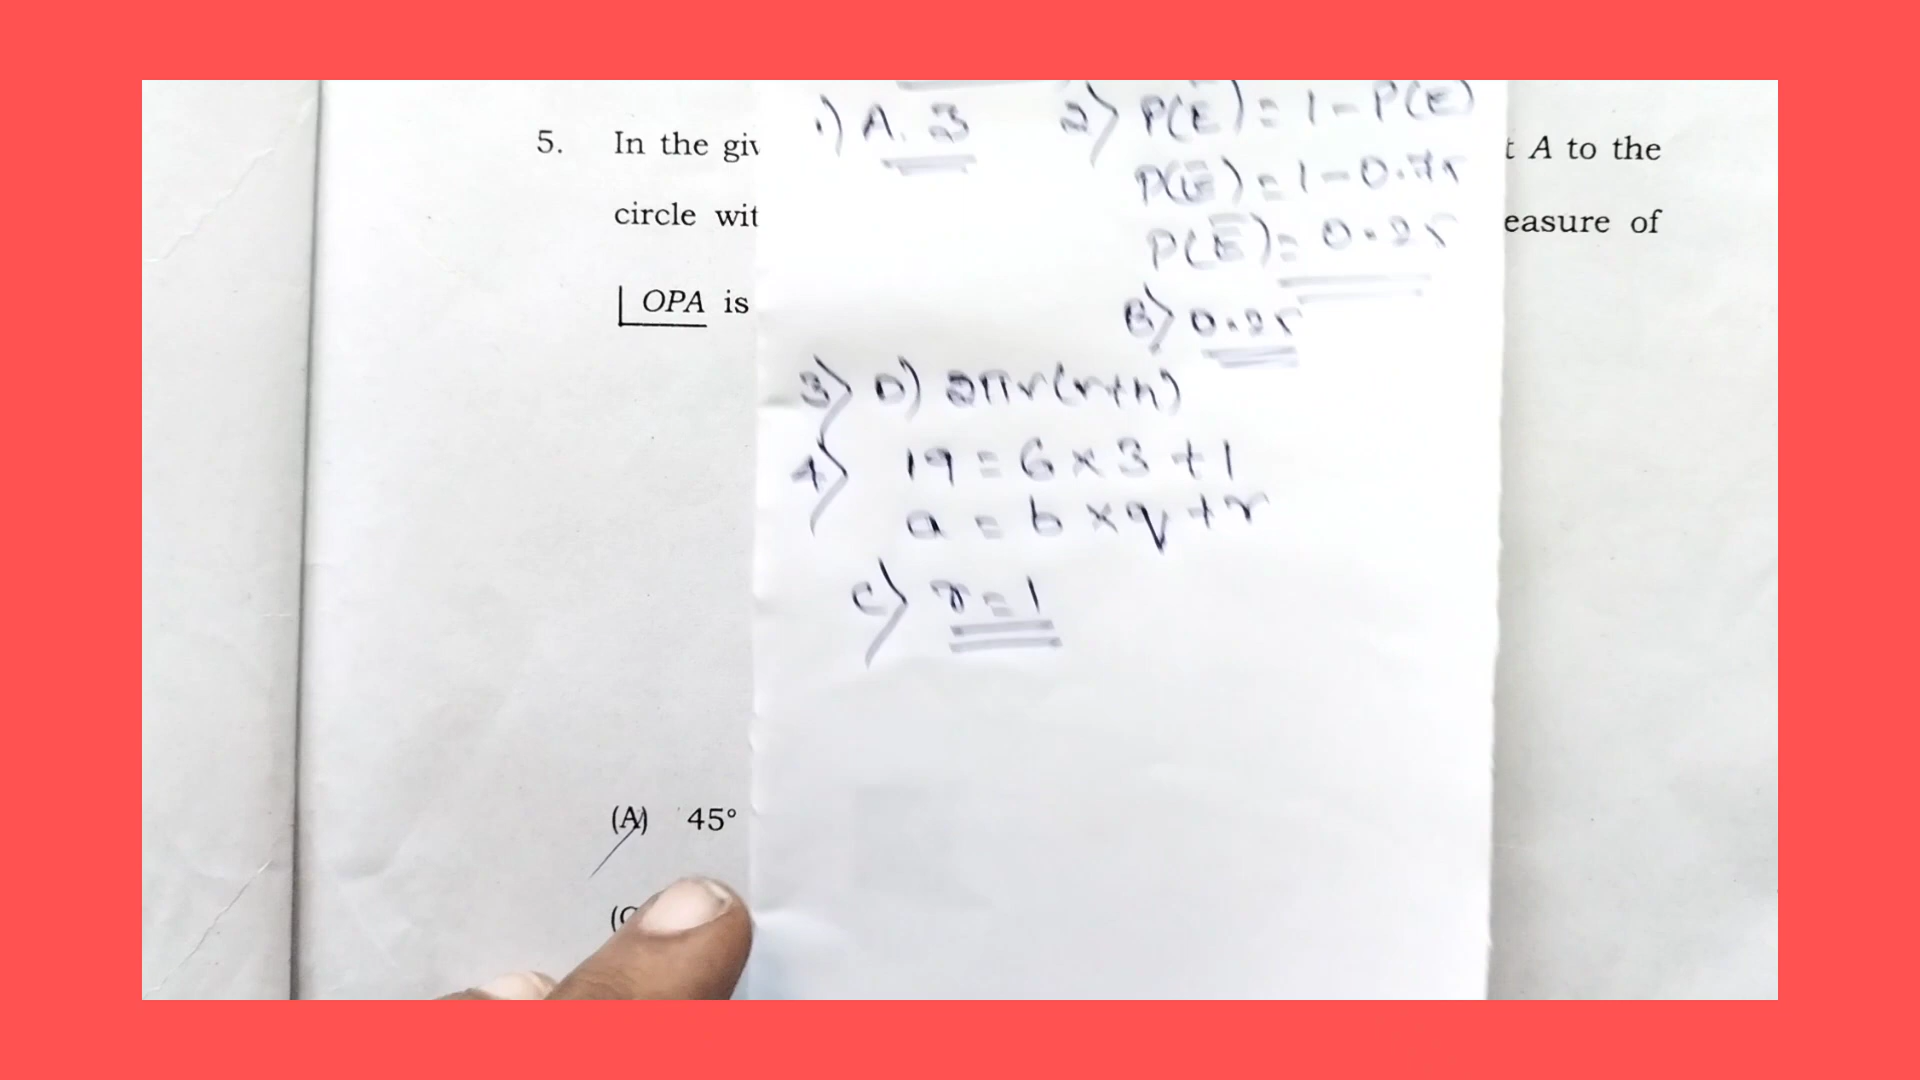 5. In the giv
t A to the
circle wit
easure of
OPA is
(A) 45°
(C
1) A. 3
2) P(E̅) = 1 - P(E)
P(E̅) = 1 - 0.75
P(E̅) = 0.25
B) 0.25
3) D) 2πr(r+h)
4) 19 = 6 × 3 + 1
a = b × q + r
C) r = 1